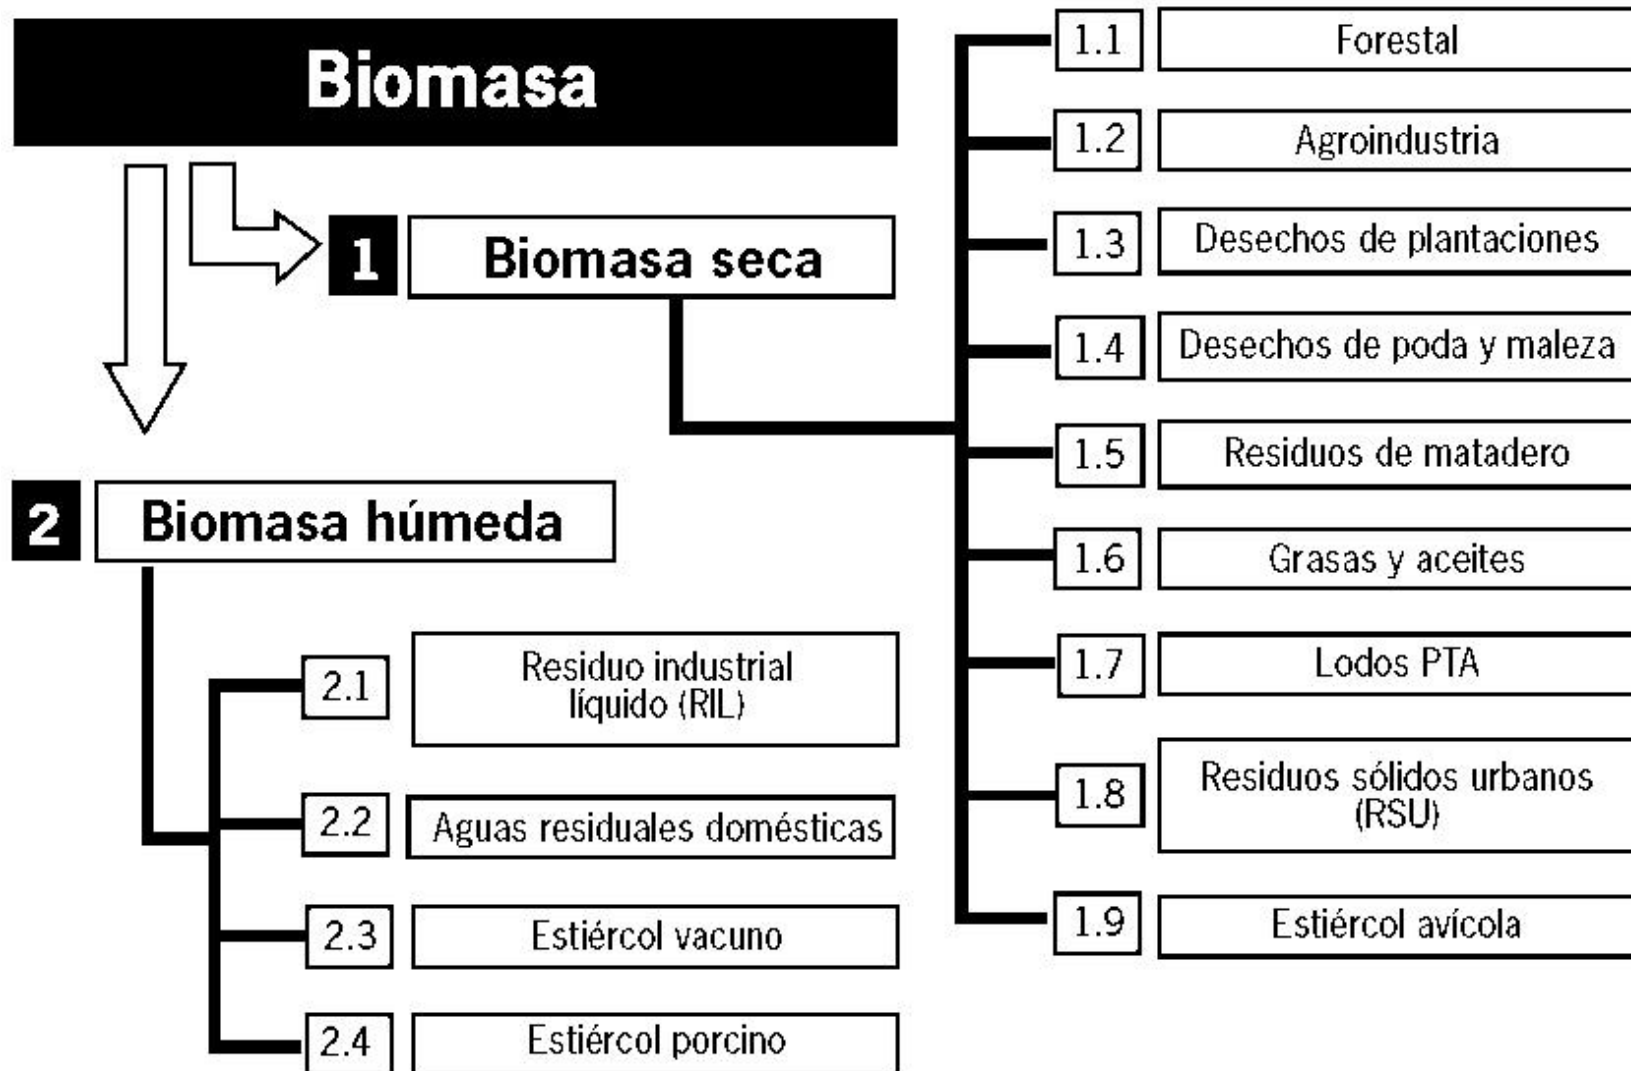 Biomasa
1 Biomasa seca
1.1 Forestal
1.2 Agroindustria
1.3 Desechos de plantaciones
1.4 Desechos de poda y maleza
1.5 Residuos de matadero
1.6 Grasas y aceites
1.7 Lodos PTA
1.8 Residuos sólidos urbanos
(RSU)
1.9 Estiércol avícola
2 Biomasa húmeda
2.1 Residuo industrial
líquido (RIL)
2.2 Aguas residuales domésticas
2.3 Estiércol vacuno
2.4 Estiércol porcino